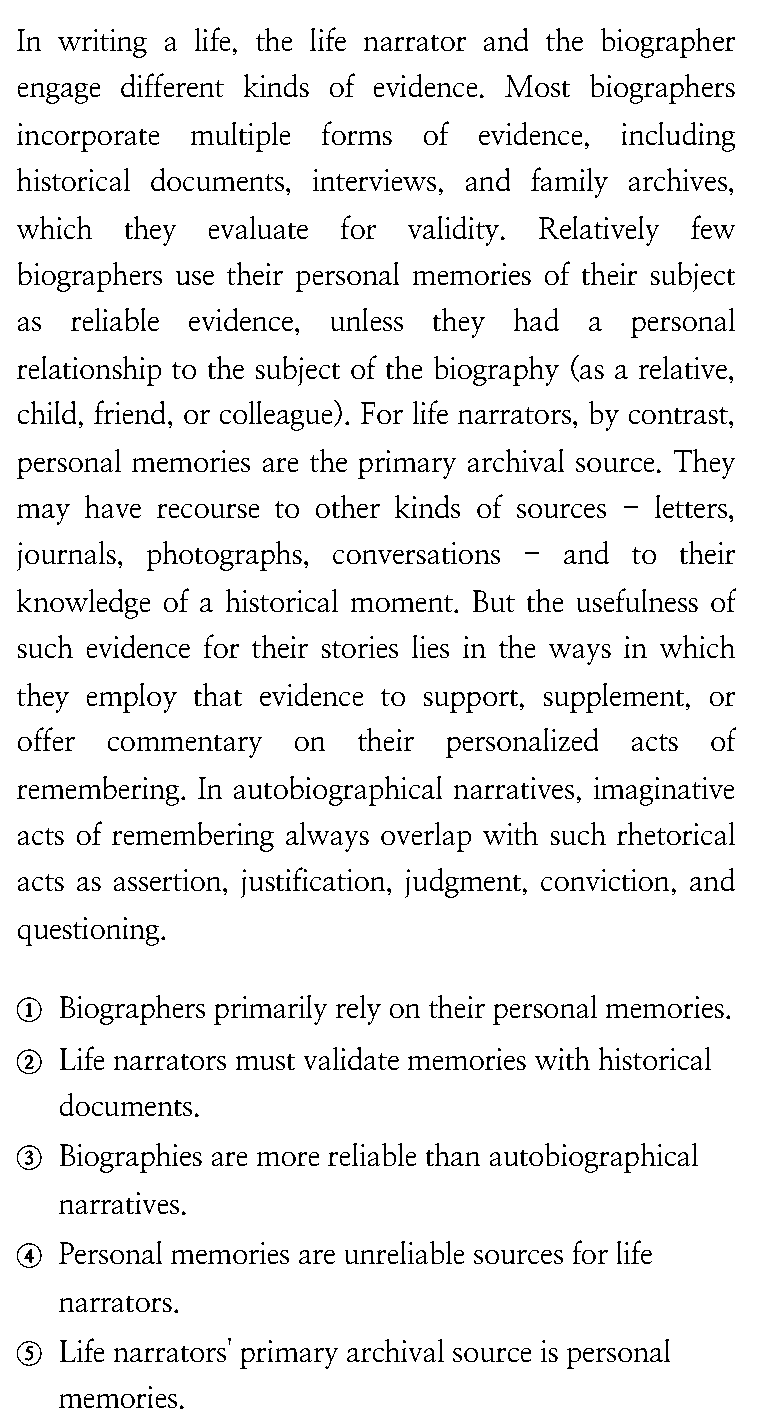 In writing a life, the life narrator and the biographer
engage different kinds of evidence. Most biographers
incorporate multiple forms of evidence, including
historical documents, interviews, and family archives,
which they evaluate for validity. Relatively few
biographers use their personal memories of their subject
as reliable evidence, unless they had a personal
relationship to the subject of the biography (as a relative,
child, friend, or colleague). For life narrators, by contrast,
personal memories are the primary archival source. They
may have recourse to other kinds of sources – letters,
journals, photographs, conversations – and to their
knowledge of a historical moment. But the usefulness of
such evidence for their stories lies in the ways in which
they employ that evidence to support, supplement, or
offer commentary on their personalized acts of
remembering. In autobiographical narratives, imaginative
acts of remembering always overlap with such rhetorical
acts as assertion, justification, judgment, conviction, and
questioning.
① Biographers primarily rely on their personal memories.
② Life narrators must validate memories with historical
documents.
③ Biographies are more reliable than autobiographical
narratives.
④ Personal memories are unreliable sources for life
narrators.
⑤ Life narrators' primary archival source is personal
memories.